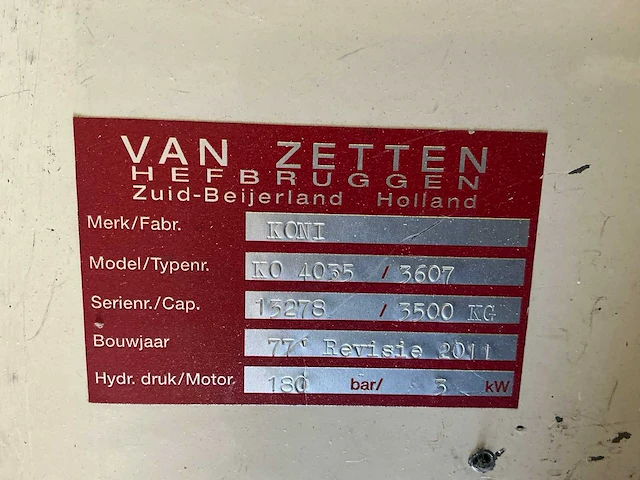 VAN ZETTEN
HEFBRUGGEN
Zuid-Beijerland Holland
Merk/Fabr. KONI
Model/Typenr. KO 4035 / 3607
Serienr./Cap. 13278 / 3500 KG
Bouwjaar 77' Revisie 2011
Hydr. druk/Motor. 180 bar/ 3 kW